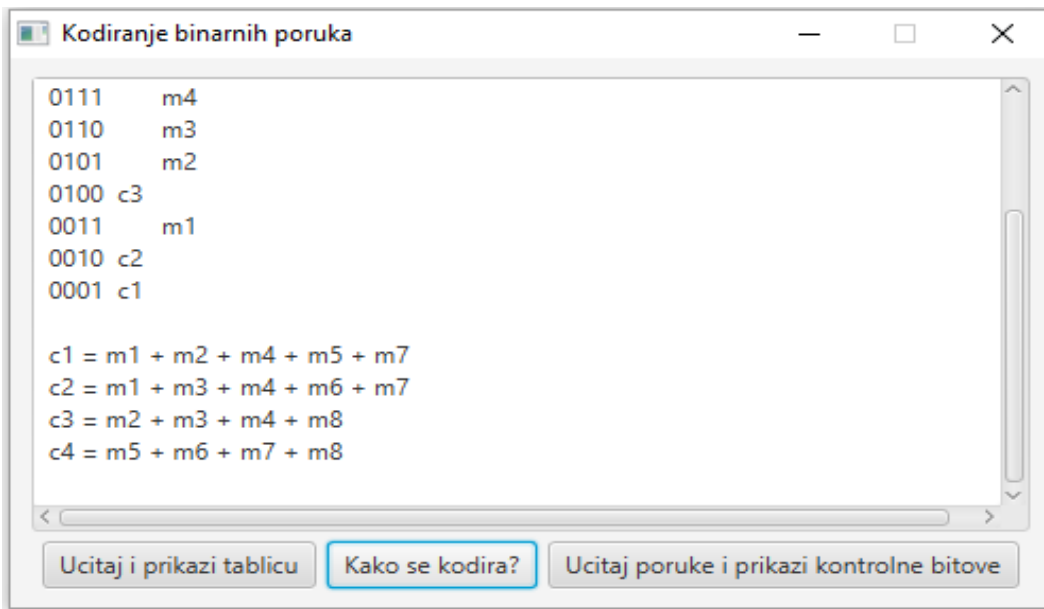 Kodiranje binarnih poruka
0111 m4
0110 m3
0101 m2
0100 c3
0011 m1
0010 c2
0001 c1
c1 = m1 + m2 + m4 + m5 + m7
c2 = m1 + m3 + m4 + m6 + m7
c3 = m2 + m3 + m4 + m8
c4 = m5 + m6 + m7 + m8
Ucitaj i prikazi tablicu Kako se kodira? Ucitaj poruke i prikazi kontrolne bitove